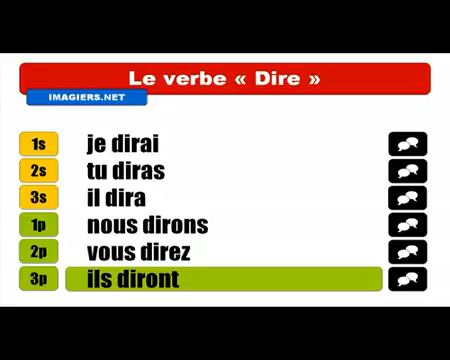 Le verbe « Dire »
IMAGIERS.NET
1s je dirai
2s tu diras
3s il dira
1p nous dirons
2p vous direz
3p ils diront